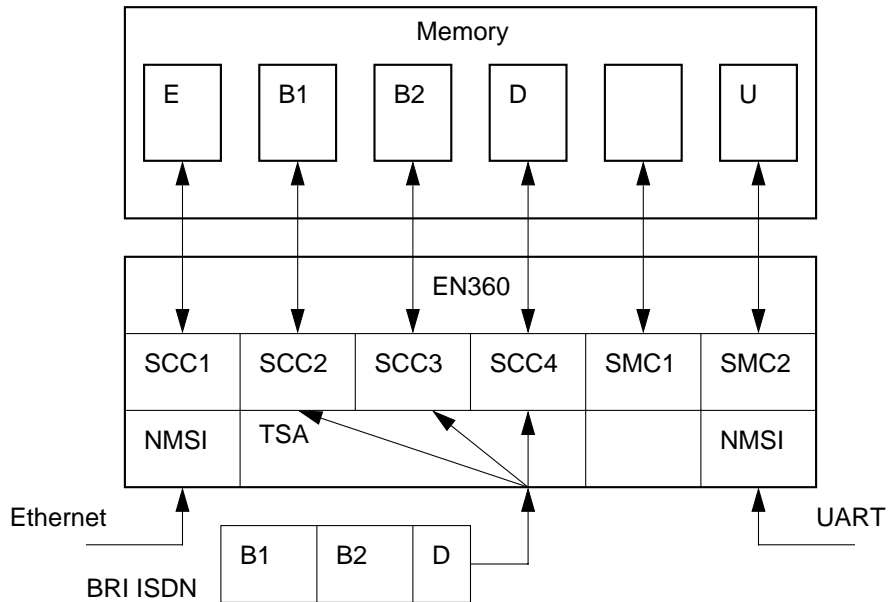 Memory
E B1 B2 D U
EN360
SCC1 SCC2 SCC3 SCC4 SMC1 SMC2
NMSI TSA NMSI
Ethernet UART
B1 B2 D
BRI ISDN